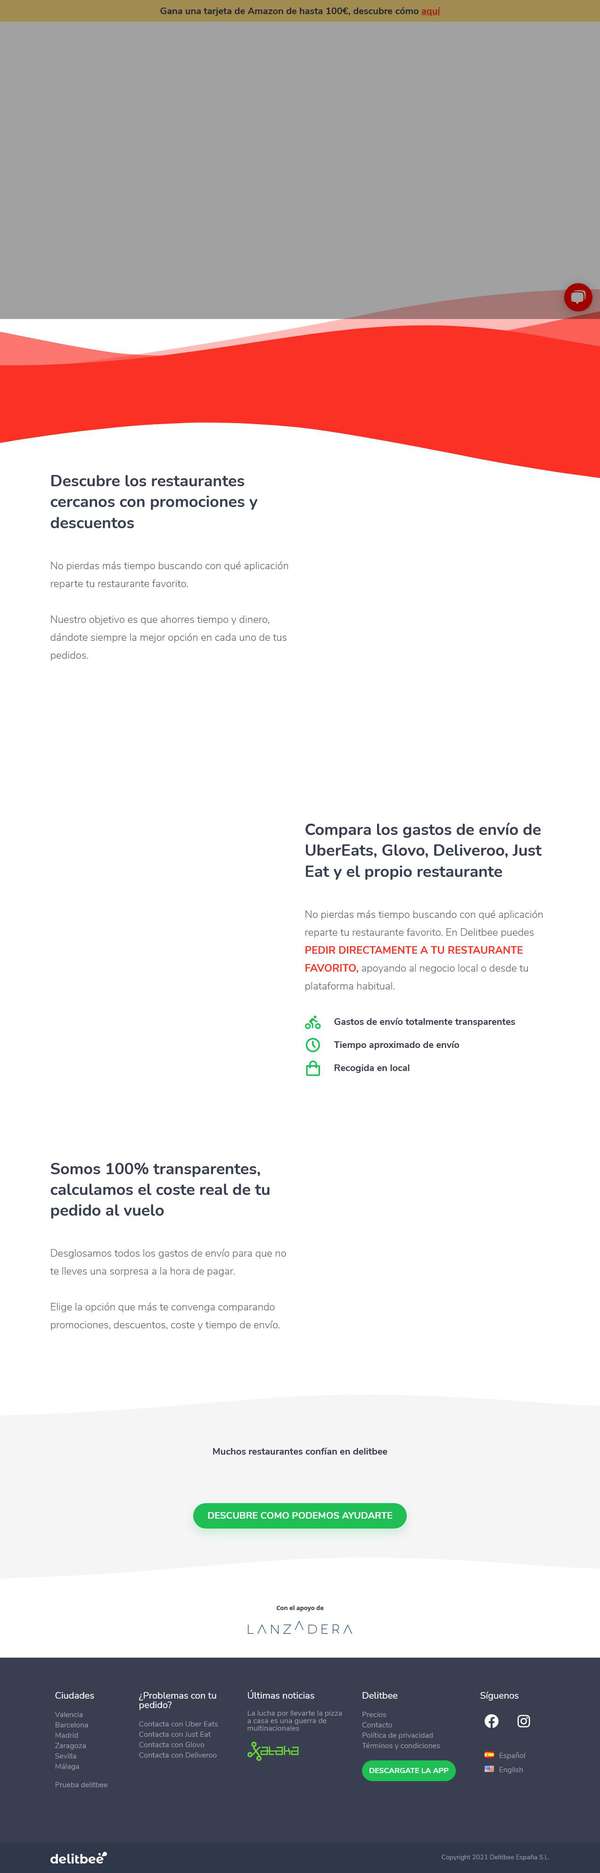 Gana una tarjeta de Amazon de hasta 100€, descubre cómo aquí
Descubre los restaurantes
cercanos con promociones y
descuentos
No pierdas más tiempo buscando con qué aplicación
reparte tu restaurante favorito.
Nuestro objetivo es que ahorres tiempo y dinero,
dándote siempre la mejor opción en cada uno de tus
pedidos.
Compara los gastos de envío de
UberEats, Glovo, Deliveroo, Just
Eat y el propio restaurante
No pierdas más tiempo buscando con qué aplicación
reparte tu restaurante favorito. En Delitbee puedes
PEDIR DIRECTAMENTE A TU RESTAURANTE
FAVORITO, apoyando al negocio local o desde tu
plataforma habitual.
Gastos de envío totalmente transparentes
Tiempo aproximado de envío
Recogida en local
Somos 100% transparentes,
calculamos el coste real de tu
pedido al vuelo
Desglosamos todos los gastos de envío para que no
te lleves una sorpresa a la hora de pagar.
Elige la opción que más te convenga comparando
promociones, descuentos, coste y tiempo de envío.
Muchos restaurantes confían en delitbee
DESCUBRE COMO PODEMOS AYUDARTE
Con el apoyo de
LANZADERA
Ciudades
Valencia
Barcelona
Madrid
Zaragoza
Sevilla
Málaga
Prueba delitbee
¿Problemas con tu
pedido?
Contacta con Uber Eats
Contacta con Just Eat
Contacta con Glovo
Contacta con Deliveroo
Últimas noticias
La lucha por llevarte la pizza
a casa es una guerra de
multinacionales
xataka
Delitbee
Precios
Contacto
Política de privacidad
Términos y condiciones
DESCARGATE LA APP
Síguenos
Español
English
delitbee
Copyright 2021 Delitbee España S.L.